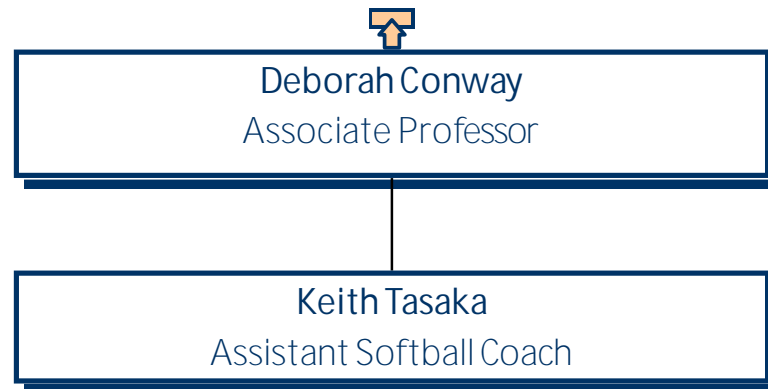 Deborah Conway
Associate Professor
Keith Tasaka
Assistant Softball Coach